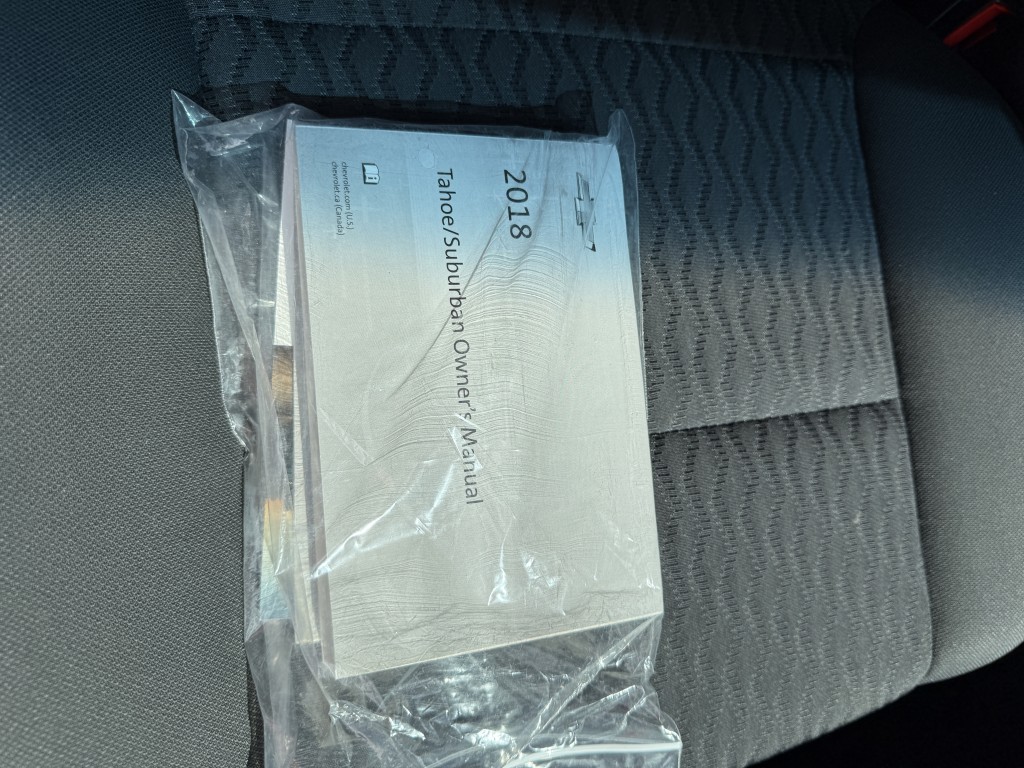 2018
Tahoe/Suburban Owner's Manual
chevrolet.com (U.S.)
chevrolet.ca (Canada)